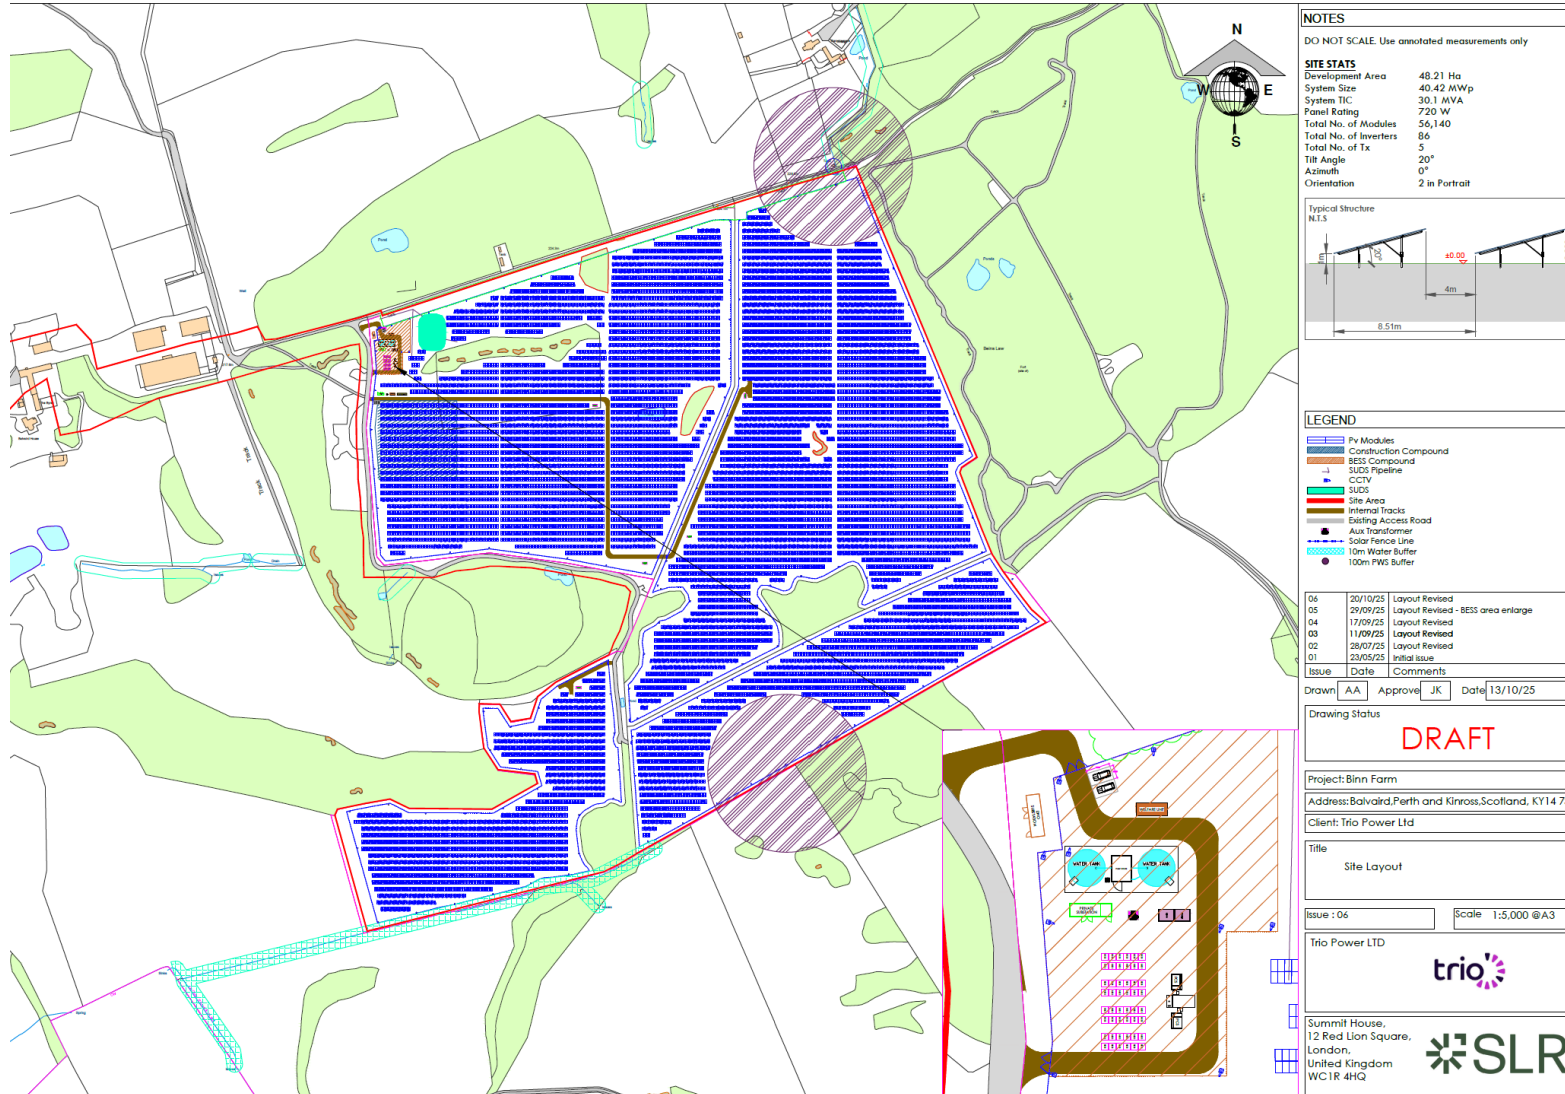 N
W E
S
NOTES
DO NOT SCALE. Use annotated measurements only
SITE STATS
Development Area 48.21 Ha
System Size 40.42 MWp
System TIC 30.1 MVA
Panel Rating 720 W
Total No. of Modules 56,140
Total No. of Inverters 86
Total No. of Tx 5
Tilt Angle 20°
Azimuth 0°
Orientation 2 in Portrait
Typical Structure
N.T.S
1m
20°
±0.00
4m
8.51m
LEGEND
Pv Modules
Construction Compound
BESS Compound
SUDS Pipeline
CCTV
SUDS
Site Area
Internal Tracks
Existing Access Road
Aux Transformer
Solar Fence Line
10m Water Buffer
100m PWS Buffer
06 20/10/25 Layout Revised
05 29/09/25 Layout Revised - BESS area enlarge
04 17/09/25 Layout Revised
03 11/09/25 Layout Revised
02 28/07/25 Layout Revised
01 23/05/25 Initial issue
Issue Date Comments
Drawn AA Approve JK Date 13/10/25
Drawing Status
DRAFT
Project: Binn Farm
Address: Balvaird,Perth and Kinross,Scotland, KY14 7
Client: Trio Power Ltd
Title
Site Layout
Issue : 06 Scale 1:5,000 @A3
Trio Power LTD
trio
Summit House,
12 Red Lion Square,
London,
United Kingdom
WC1R 4HQ
SLR
Pond
Track
Track
WATER TANK
WATER TANK